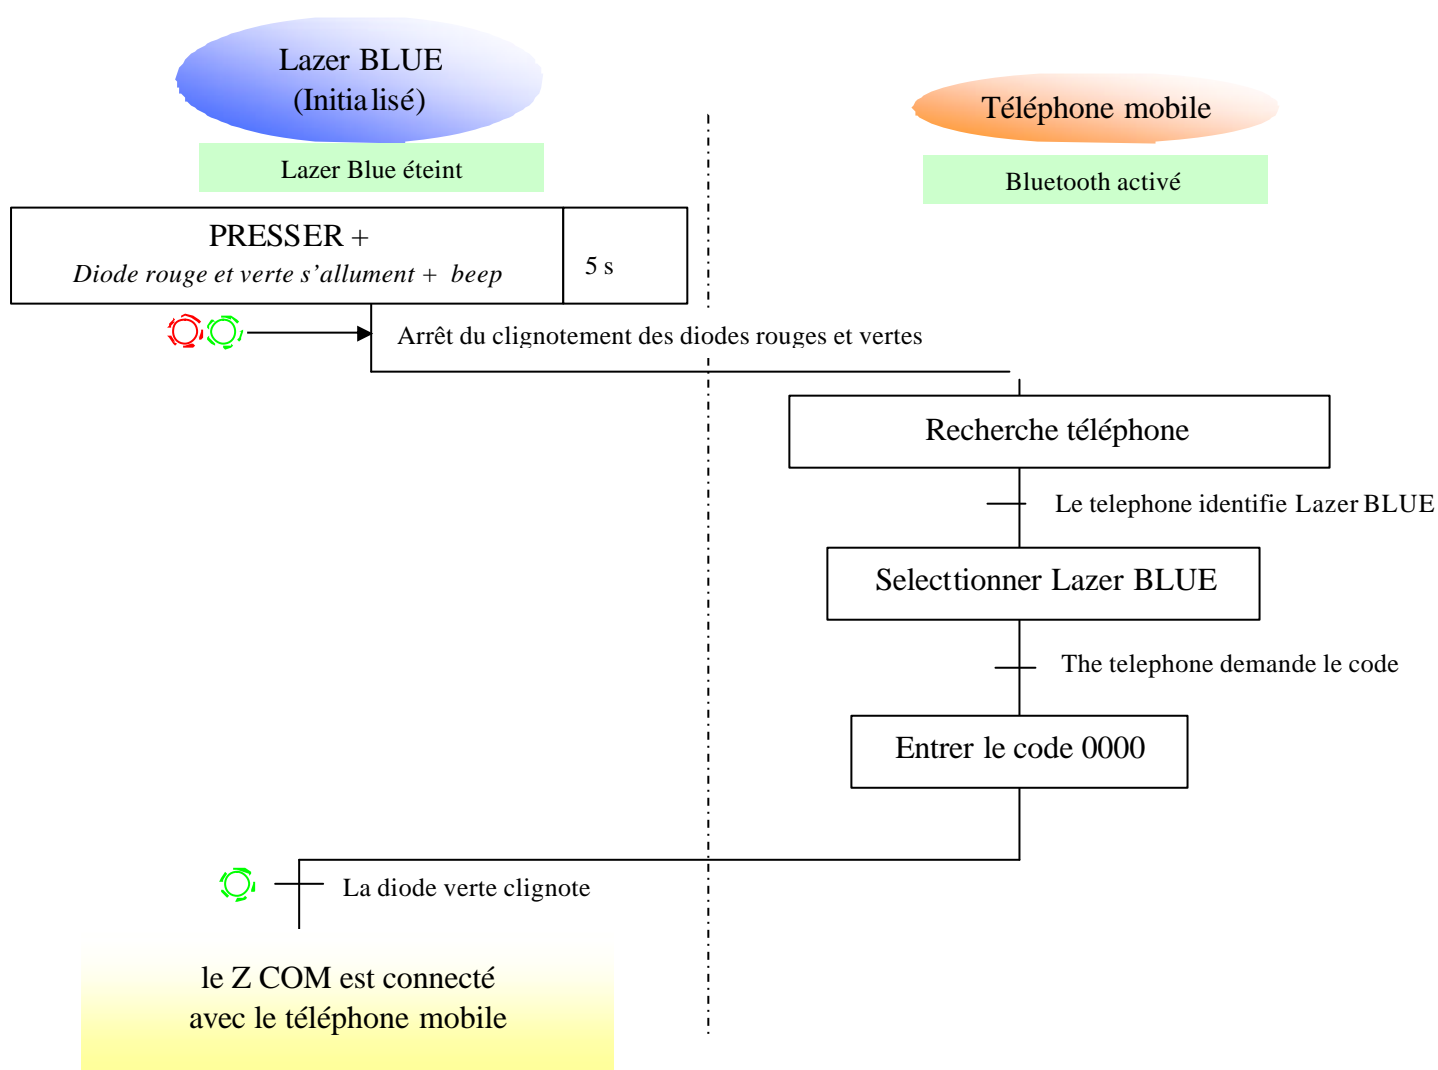 Lazer BLUE
(Initialisé)
Téléphone mobile
Lazer Blue éteint
Bluetooth activé
PRESSER +
Diode rouge et verte s'allument + beep
5 s
Arrêt du clignotement des diodes rouges et vertes
Recherche téléphone
Le telephone identifie Lazer BLUE
Selecttionner Lazer BLUE
The telephone demande le code
Entrer le code 0000
La diode verte clignote
le Z COM est connecté
avec le téléphone mobile